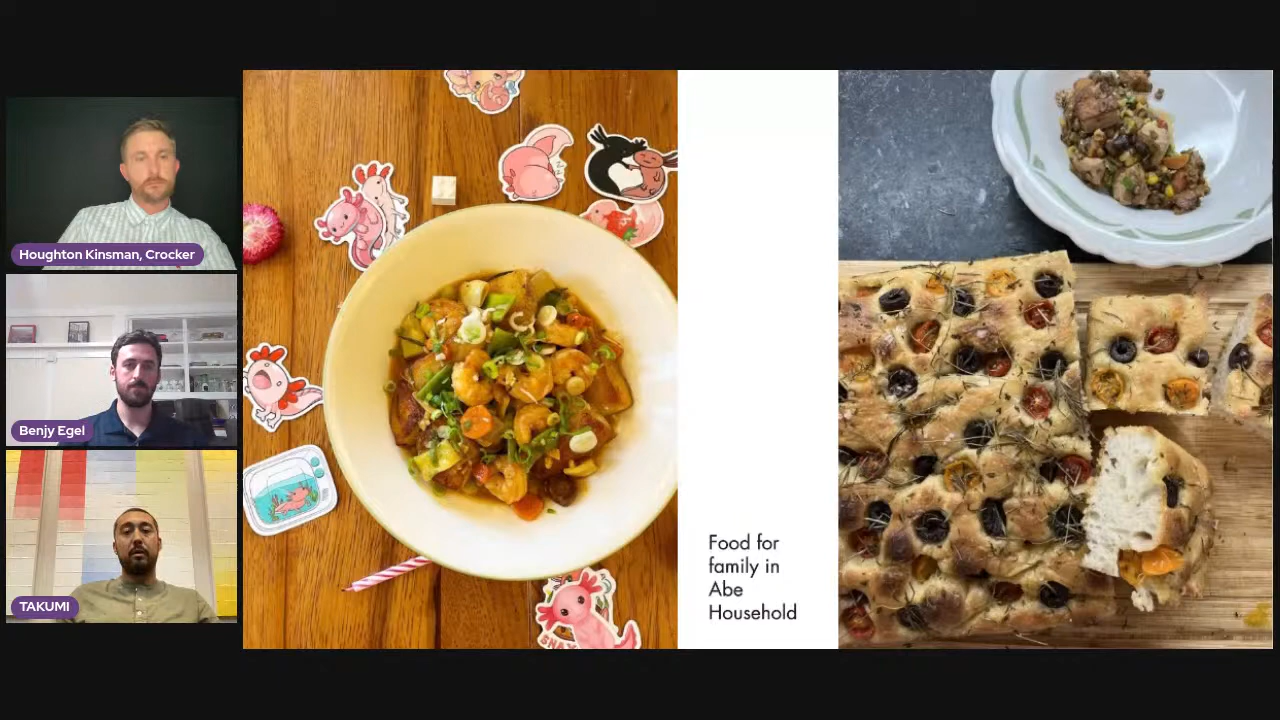 Houghton Kinsman, Crocker
Benjy Egel
TAKUMI
Food for
family in
Abe
Household